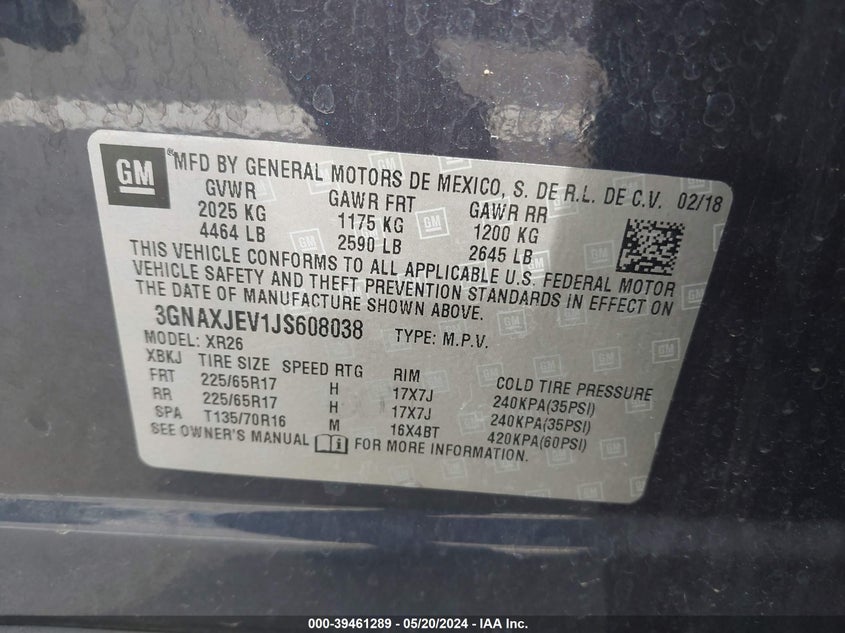 GM
® MFD BY GENERAL MOTORS DE MEXICO, S. DE R.L. DE C.V. 02/18
GVWR GAWR FRT GAWR RR
2025 KG 1175 KG 1200 KG
4464 LB 2590 LB 2645 LB
THIS VEHICLE CONFORMS TO ALL APPLICABLE U.S. FEDERAL MOTOR
VEHICLE SAFETY AND THEFT PREVENTION STANDARDS IN EFFECT ON
THE DATE OF MANUFACTURE SHOWN ABOVE.
3GNAXJEV1JS608038 TYPE: M.P.V.
MODEL: XR26
XBKJ TIRE SIZE SPEED RTG RIM COLD TIRE PRESSURE
FRT 225/65R17 H 17X7J 240KPA(35PSI)
RR 225/65R17 H 17X7J 240KPA(35PSI)
SPA T135/70R16 M 16X4BT 420KPA(60PSI)
SEE OWNER'S MANUAL FOR MORE INFORMATION.
000-39461289 - 05/20/2024 - IAA Inc.